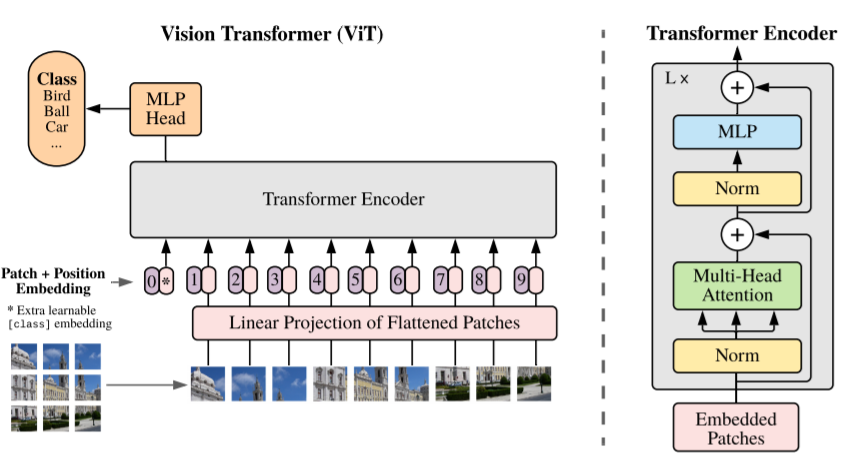 Vision Transformer (ViT)
Class
Bird
Ball
Car
...
MLP
Head
Transformer Encoder
Patch + Position
Embedding
* Extra learnable
[class] embedding
0 * 1 2 3 4 5 6 7 8 9
Linear Projection of Flattened Patches
Transformer Encoder
L ×
+
MLP
Norm
+
Multi-Head
Attention
Norm
Embedded
Patches